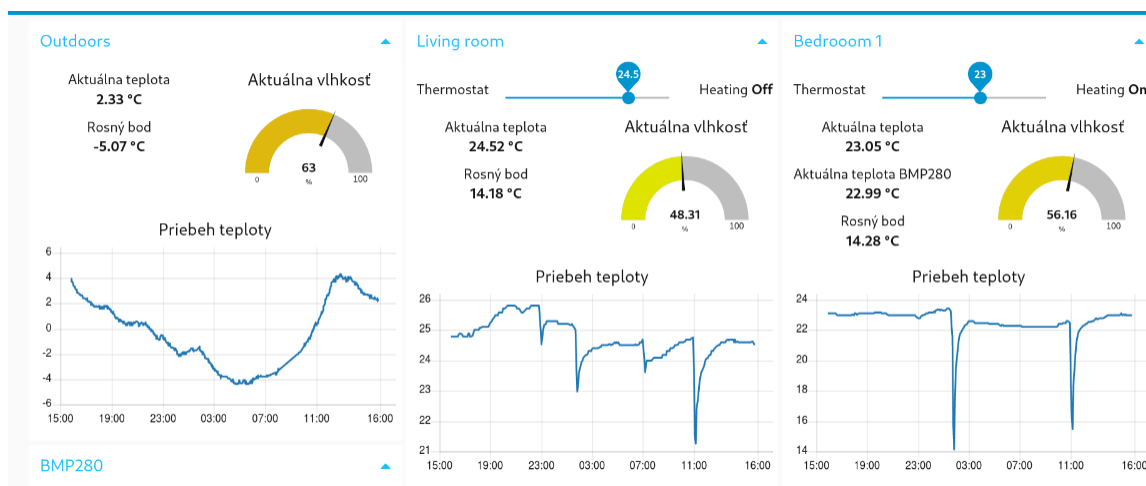 Outdoors
Aktuálna teplota
2.33 °C
Rosný bod
-5.07 °C
Aktuálna vlhkosť
63
%
0
100
Priebeh teploty
6
4
2
0
-2
-4
-6
15:00 19:00 23:00 03:00 07:00 11:00 16:00
BMP280
Living room
Thermostat
24.5
Heating Off
Aktuálna teplota
24.52 °C
Rosný bod
14.18 °C
Aktuálna vlhkosť
48.31
%
0
100
Priebeh teploty
26
25
24
23
22
21
15:00 19:00 23:00 03:00 07:00 11:00 16:00
Bedrooom 1
Thermostat
23
Heating On
Aktuálna teplota
23.05 °C
Aktuálna teplota BMP280
22.99 °C
Rosný bod
14.28 °C
Aktuálna vlhkosť
56.16
%
0
100
Priebeh teploty
24
22
20
18
16
14
15:00 19:00 23:00 03:00 07:00 11:00 16:00